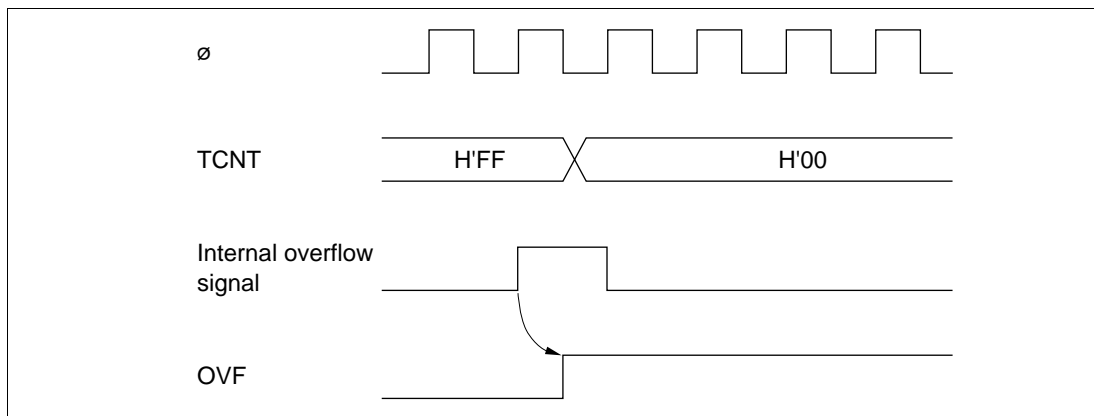 ø
TCNT
H'FF
H'00
Internal overflow
signal
OVF